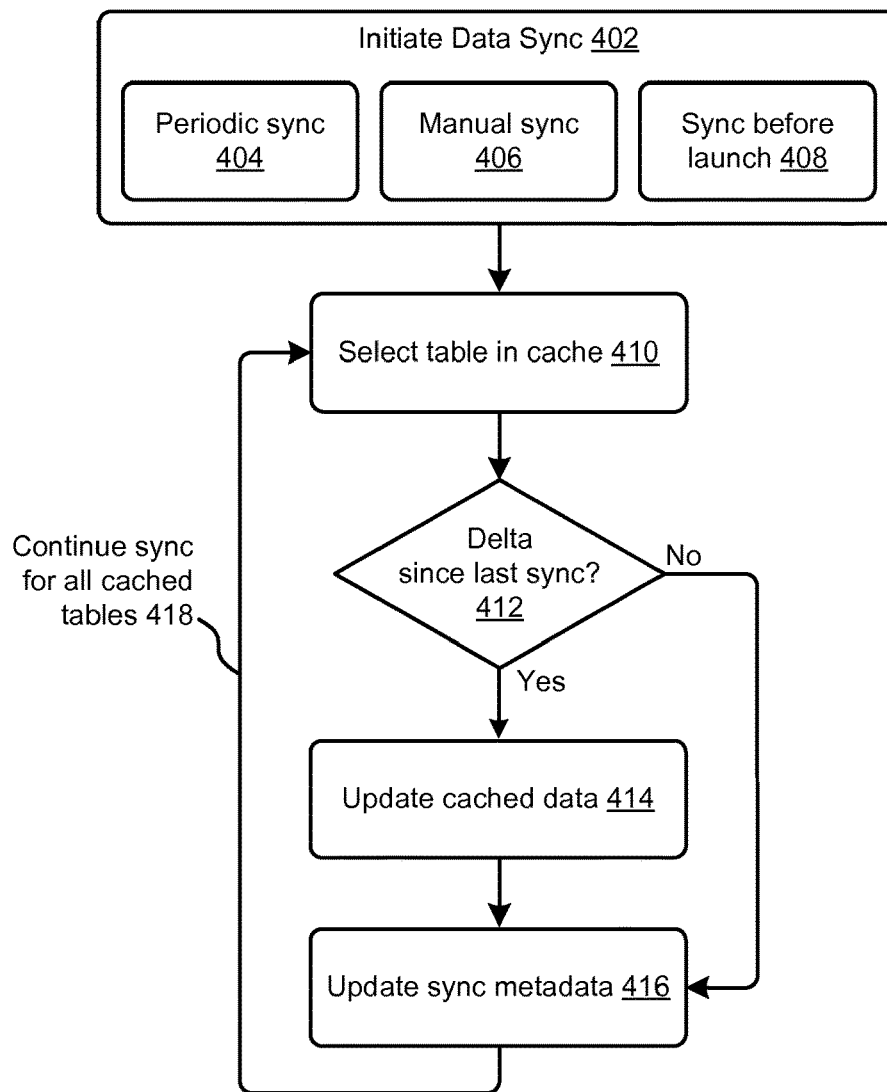 Initiate Data Sync 402
Periodic sync
404
Manual sync
406
Sync before
launch 408
Select table in cache 410
Delta
since last sync?
412
No
Yes
Continue sync
for all cached
tables 418
Update cached data 414
Update sync metadata 416